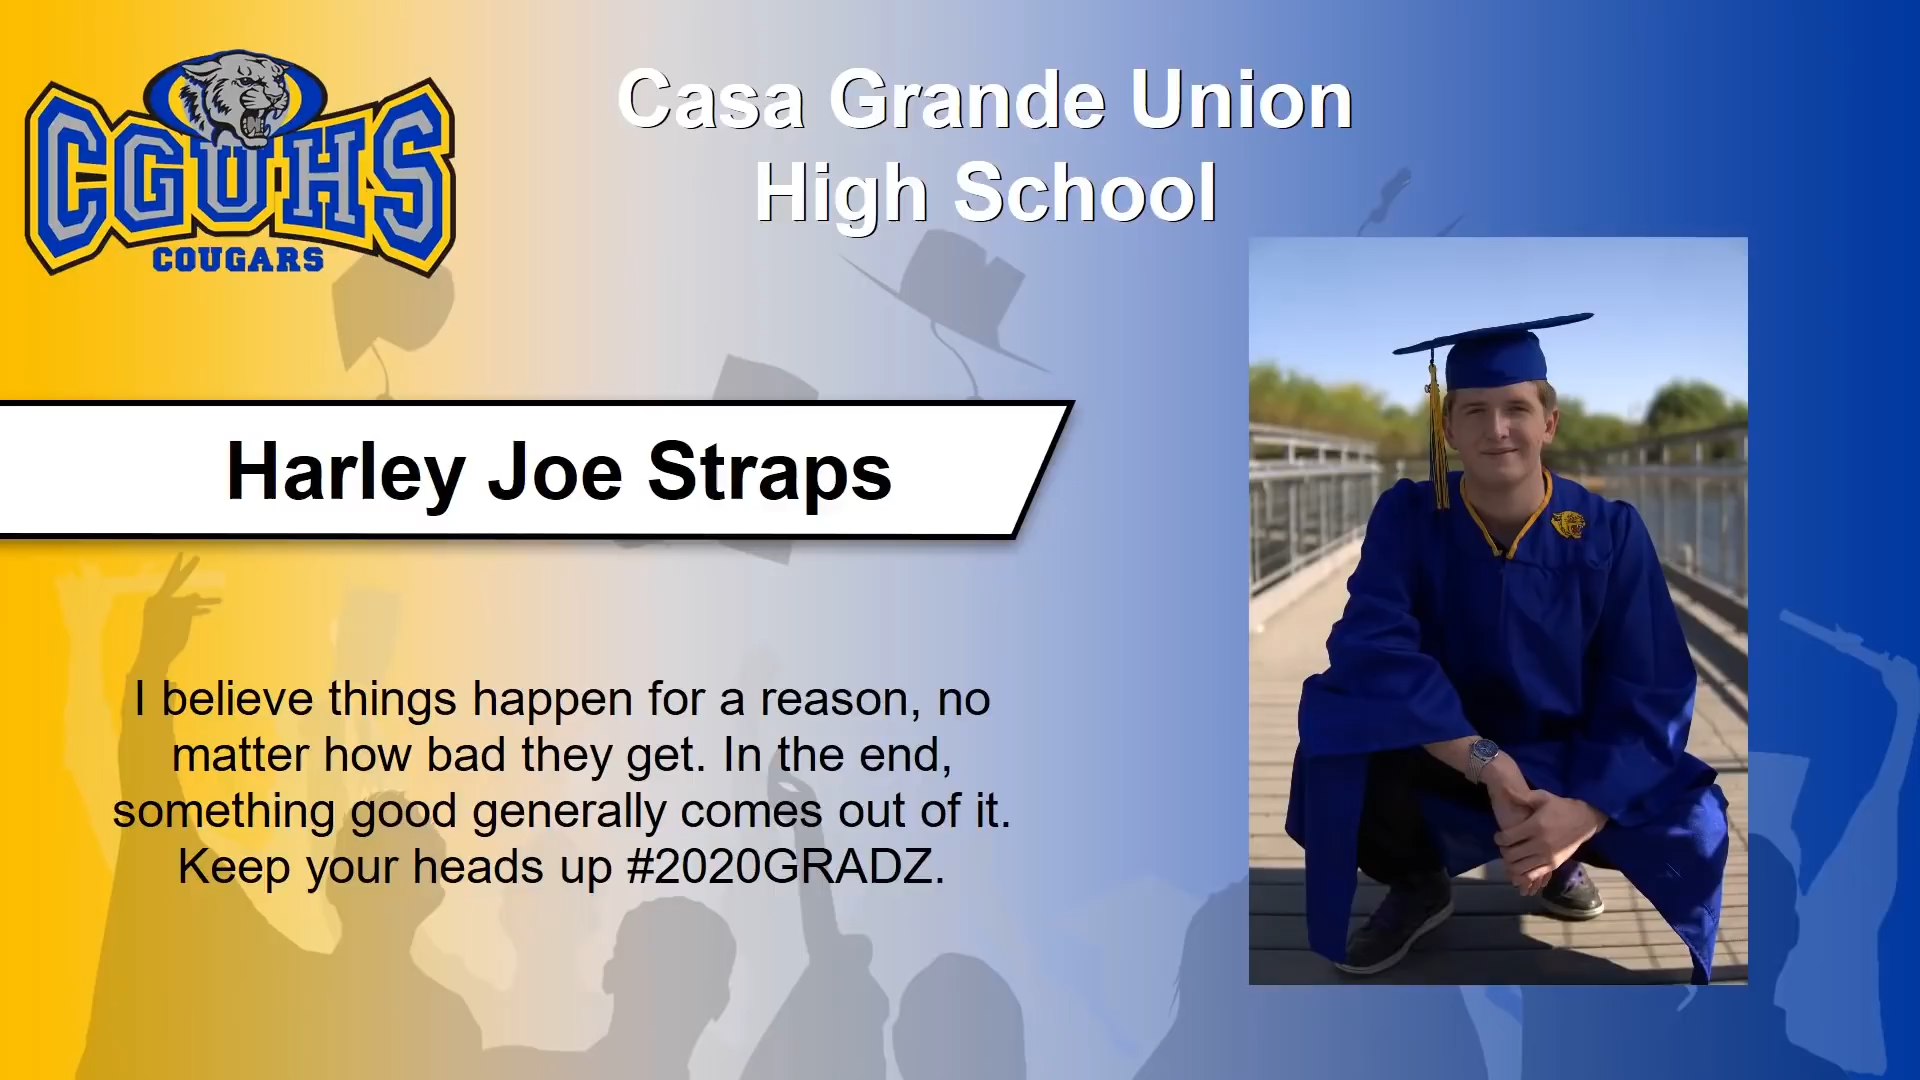 CGUHS
COUGARS
Casa Grande Union
High School
Harley Joe Straps
I believe things happen for a reason, no
matter how bad they get. In the end,
something good generally comes out of it.
Keep your heads up #2020GRADZ.